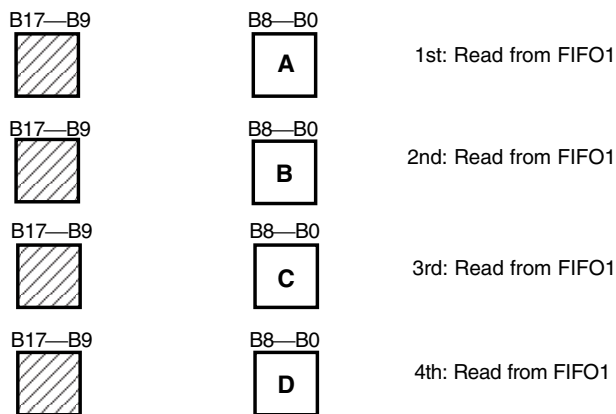 B17—B9 B8—B0
A 1st: Read from FIFO1
B17—B9 B8—B0
B 2nd: Read from FIFO1
B17—B9 B8—B0
C 3rd: Read from FIFO1
B17—B9 B8—B0
D 4th: Read from FIFO1